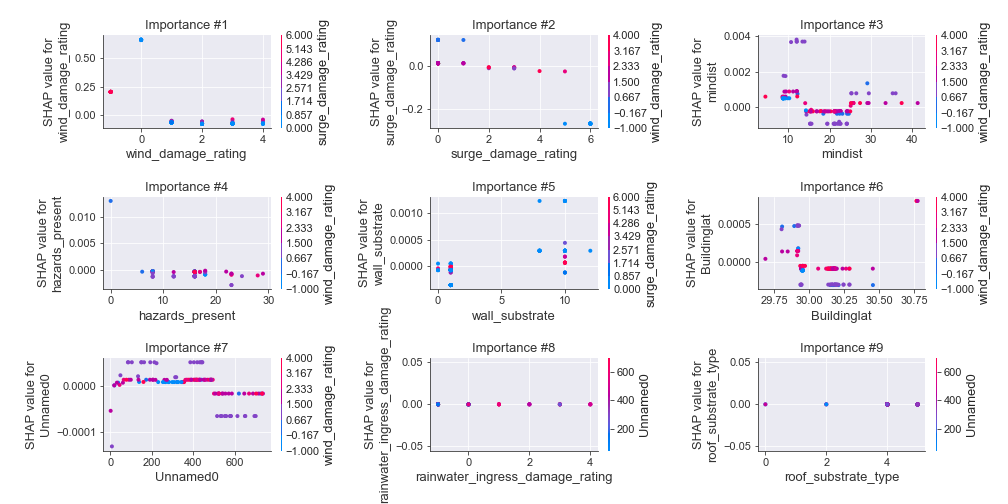 Importance #1
SHAP value for
wind_damage_rating
0.50
0.00
0
2
4
wind_damage_rating
6.000
5.143
4.286
3.429
2.571
1.714
0.857
0.000
surge_damage_rating
Importance #2
SHAP value for
surge_damage_rating
0.0
−0.2
0
1
2
3
4
5
6
surge_damage_rating
4.000
3.167
2.333
1.500
0.667
−0.167
−1.000
wind_damage_rating
Importance #3
SHAP value for
mindist
0.004
0.002
0.000
10
20
30
40
mindist
4.000
3.167
2.333
1.500
0.667
−0.167
−1.000
wind_damage_rating
Importance #4
SHAP value for
hazards_present
0.010
0.005
0.000
0
10
20
30
hazards_present
4.000
3.167
2.333
1.500
0.667
−0.167
−1.000
wind_damage_rating
Importance #5
SHAP value for
wall_substrate
0.0010
0.0005
0.0000
0
5
10
wall_substrate
6.000
5.143
4.286
3.429
2.571
1.714
0.857
0.000
surge_damage_rating
Importance #6
SHAP value for
Buildinglat
0.0005
0.0000
29.75
30.00
30.25
30.50
30.75
Buildinglat
4.000
3.167
2.333
1.500
0.667
−0.167
−1.000
wind_damage_rating
Importance #7
SHAP value for
Unnamed0
0.0000
−0.0001
0
200
400
600
Unnamed0
4.000
3.167
2.333
1.500
0.667
−0.167
−1.000
wind_damage_rating
Importance #8
SHAP value for
rainwater_ingress_damage_rating
0.05
0.00
−0.05
0
2
4
rainwater_ingress_damage_rating
600
400
200
Unnamed0
Importance #9
SHAP value for
roof_substrate_type
0.05
0.00
−0.05
0
2
4
roof_substrate_type
600
400
200
Unnamed0